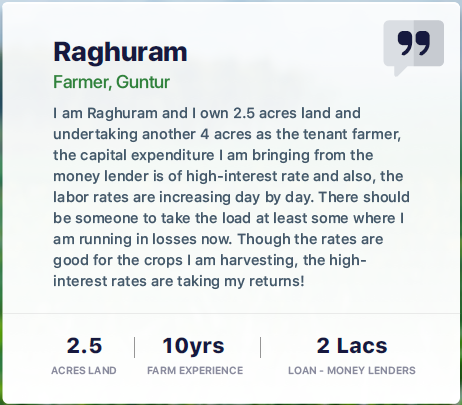 Raghuram
Farmer, Guntur
I am Raghuram and I own 2.5 acres land and
undertaking another 4 acres as the tenant farmer,
the capital expenditure I am bringing from the
money lender is of high-interest rate and also, the
labor rates are increasing day by day. There should
be someone to take the load at least some where I
am running in losses now. Though the rates are
good for the crops I am harvesting, the high-
interest rates are taking my returns!
2.5
ACRES LAND
10yrs
FARM EXPERIENCE
2 Lacs
LOAN - MONEY LENDERS